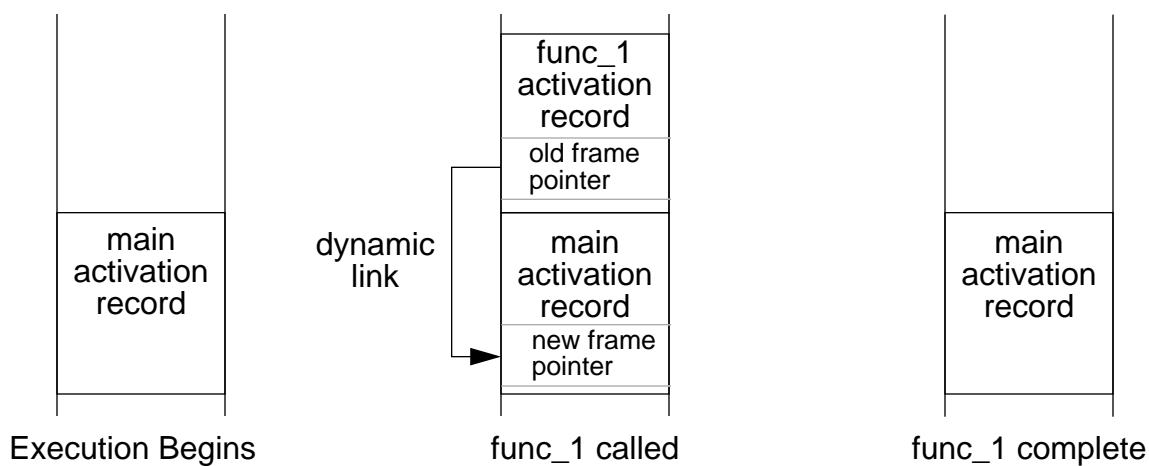 main
activation
record
Execution Begins
func_1
activation
record
old frame
pointer
dynamic
link
main
activation
record
new frame
pointer
func_1 called
main
activation
record
func_1 complete